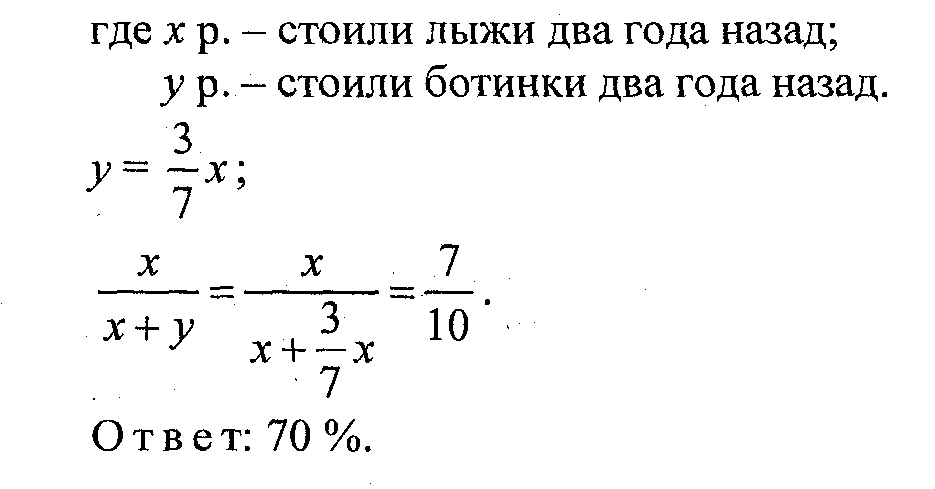 где x р. – стоили лыжи два года назад;
y р. – стоили ботинки два года назад.
y = 3/7 x;
x/(x + y) = x/(x + 3/7 x) = 7/10.
Ответ: 70 %.